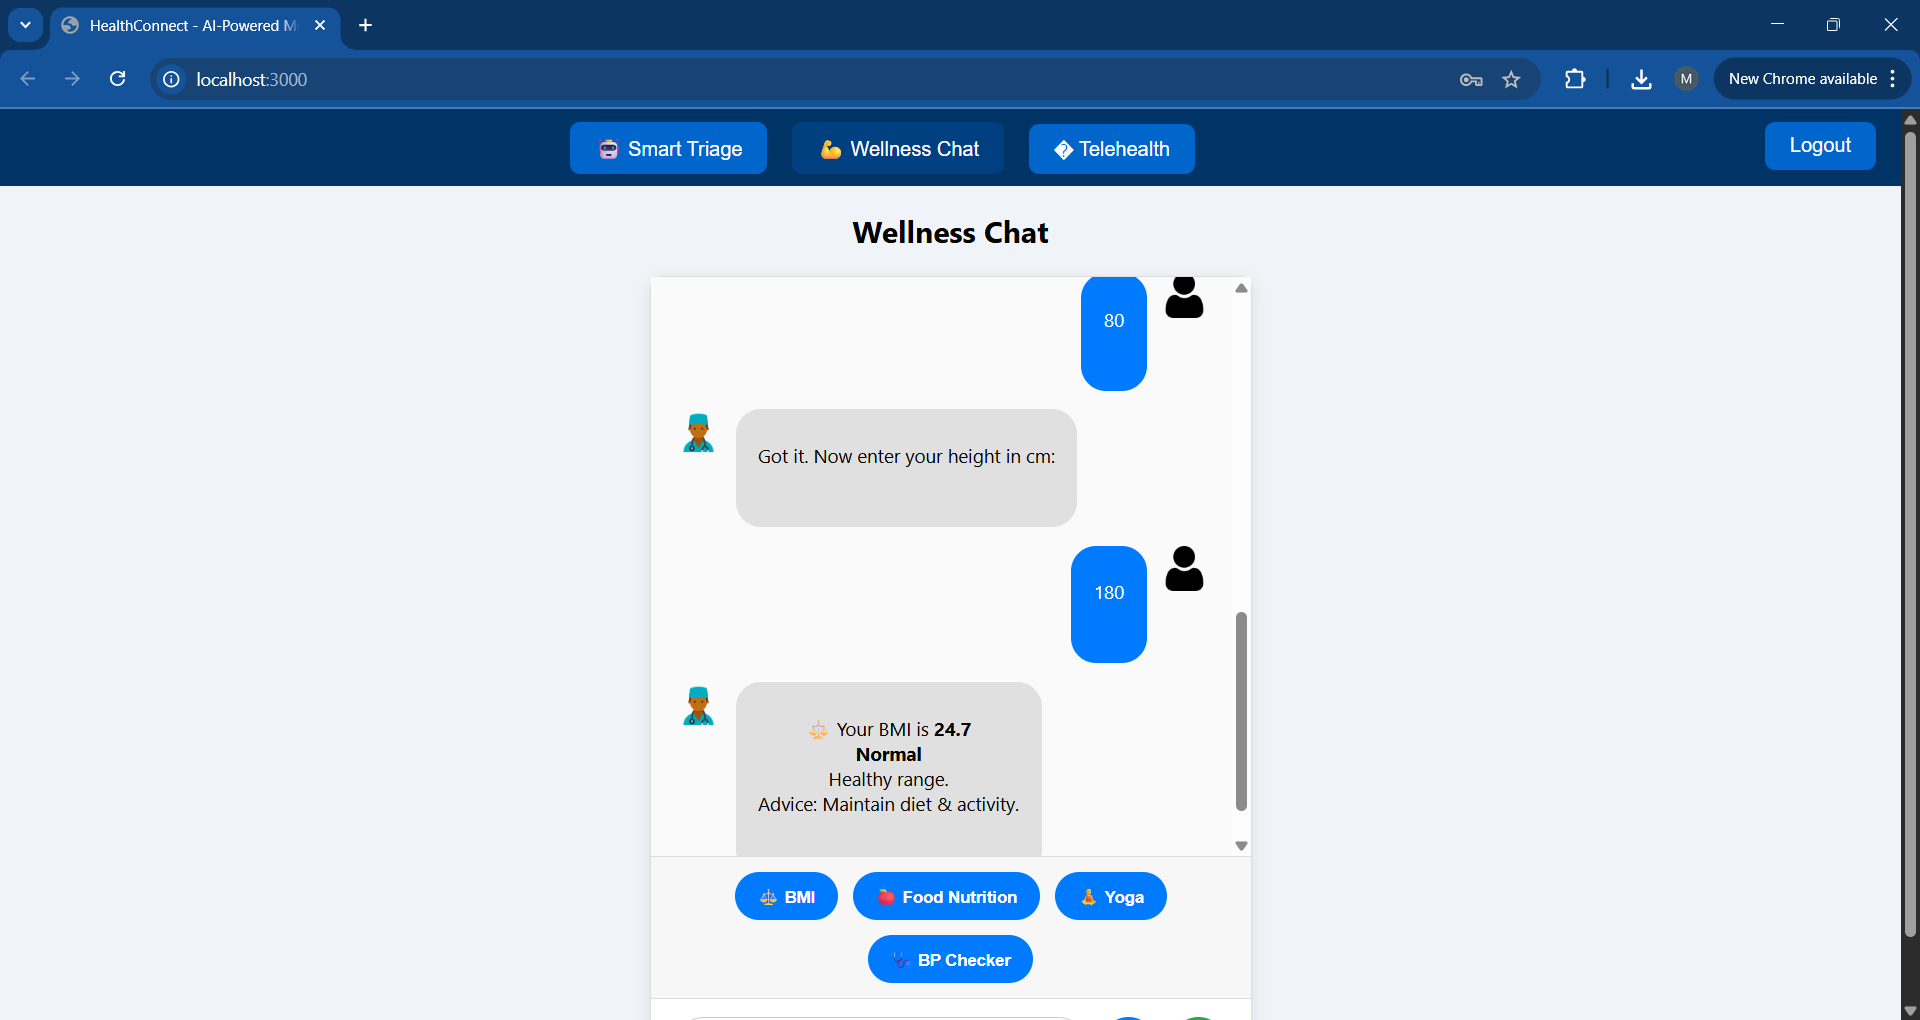 HealthConnect - AI-Powered M
localhost:3000
M
New Chrome available
Smart Triage
Wellness Chat
� Telehealth
Logout
Wellness Chat
80
Got it. Now enter your height in cm:
180
Your BMI is 24.7
Normal
Healthy range.
Advice: Maintain diet & activity.
BMI
Food Nutrition
Yoga
BP Checker